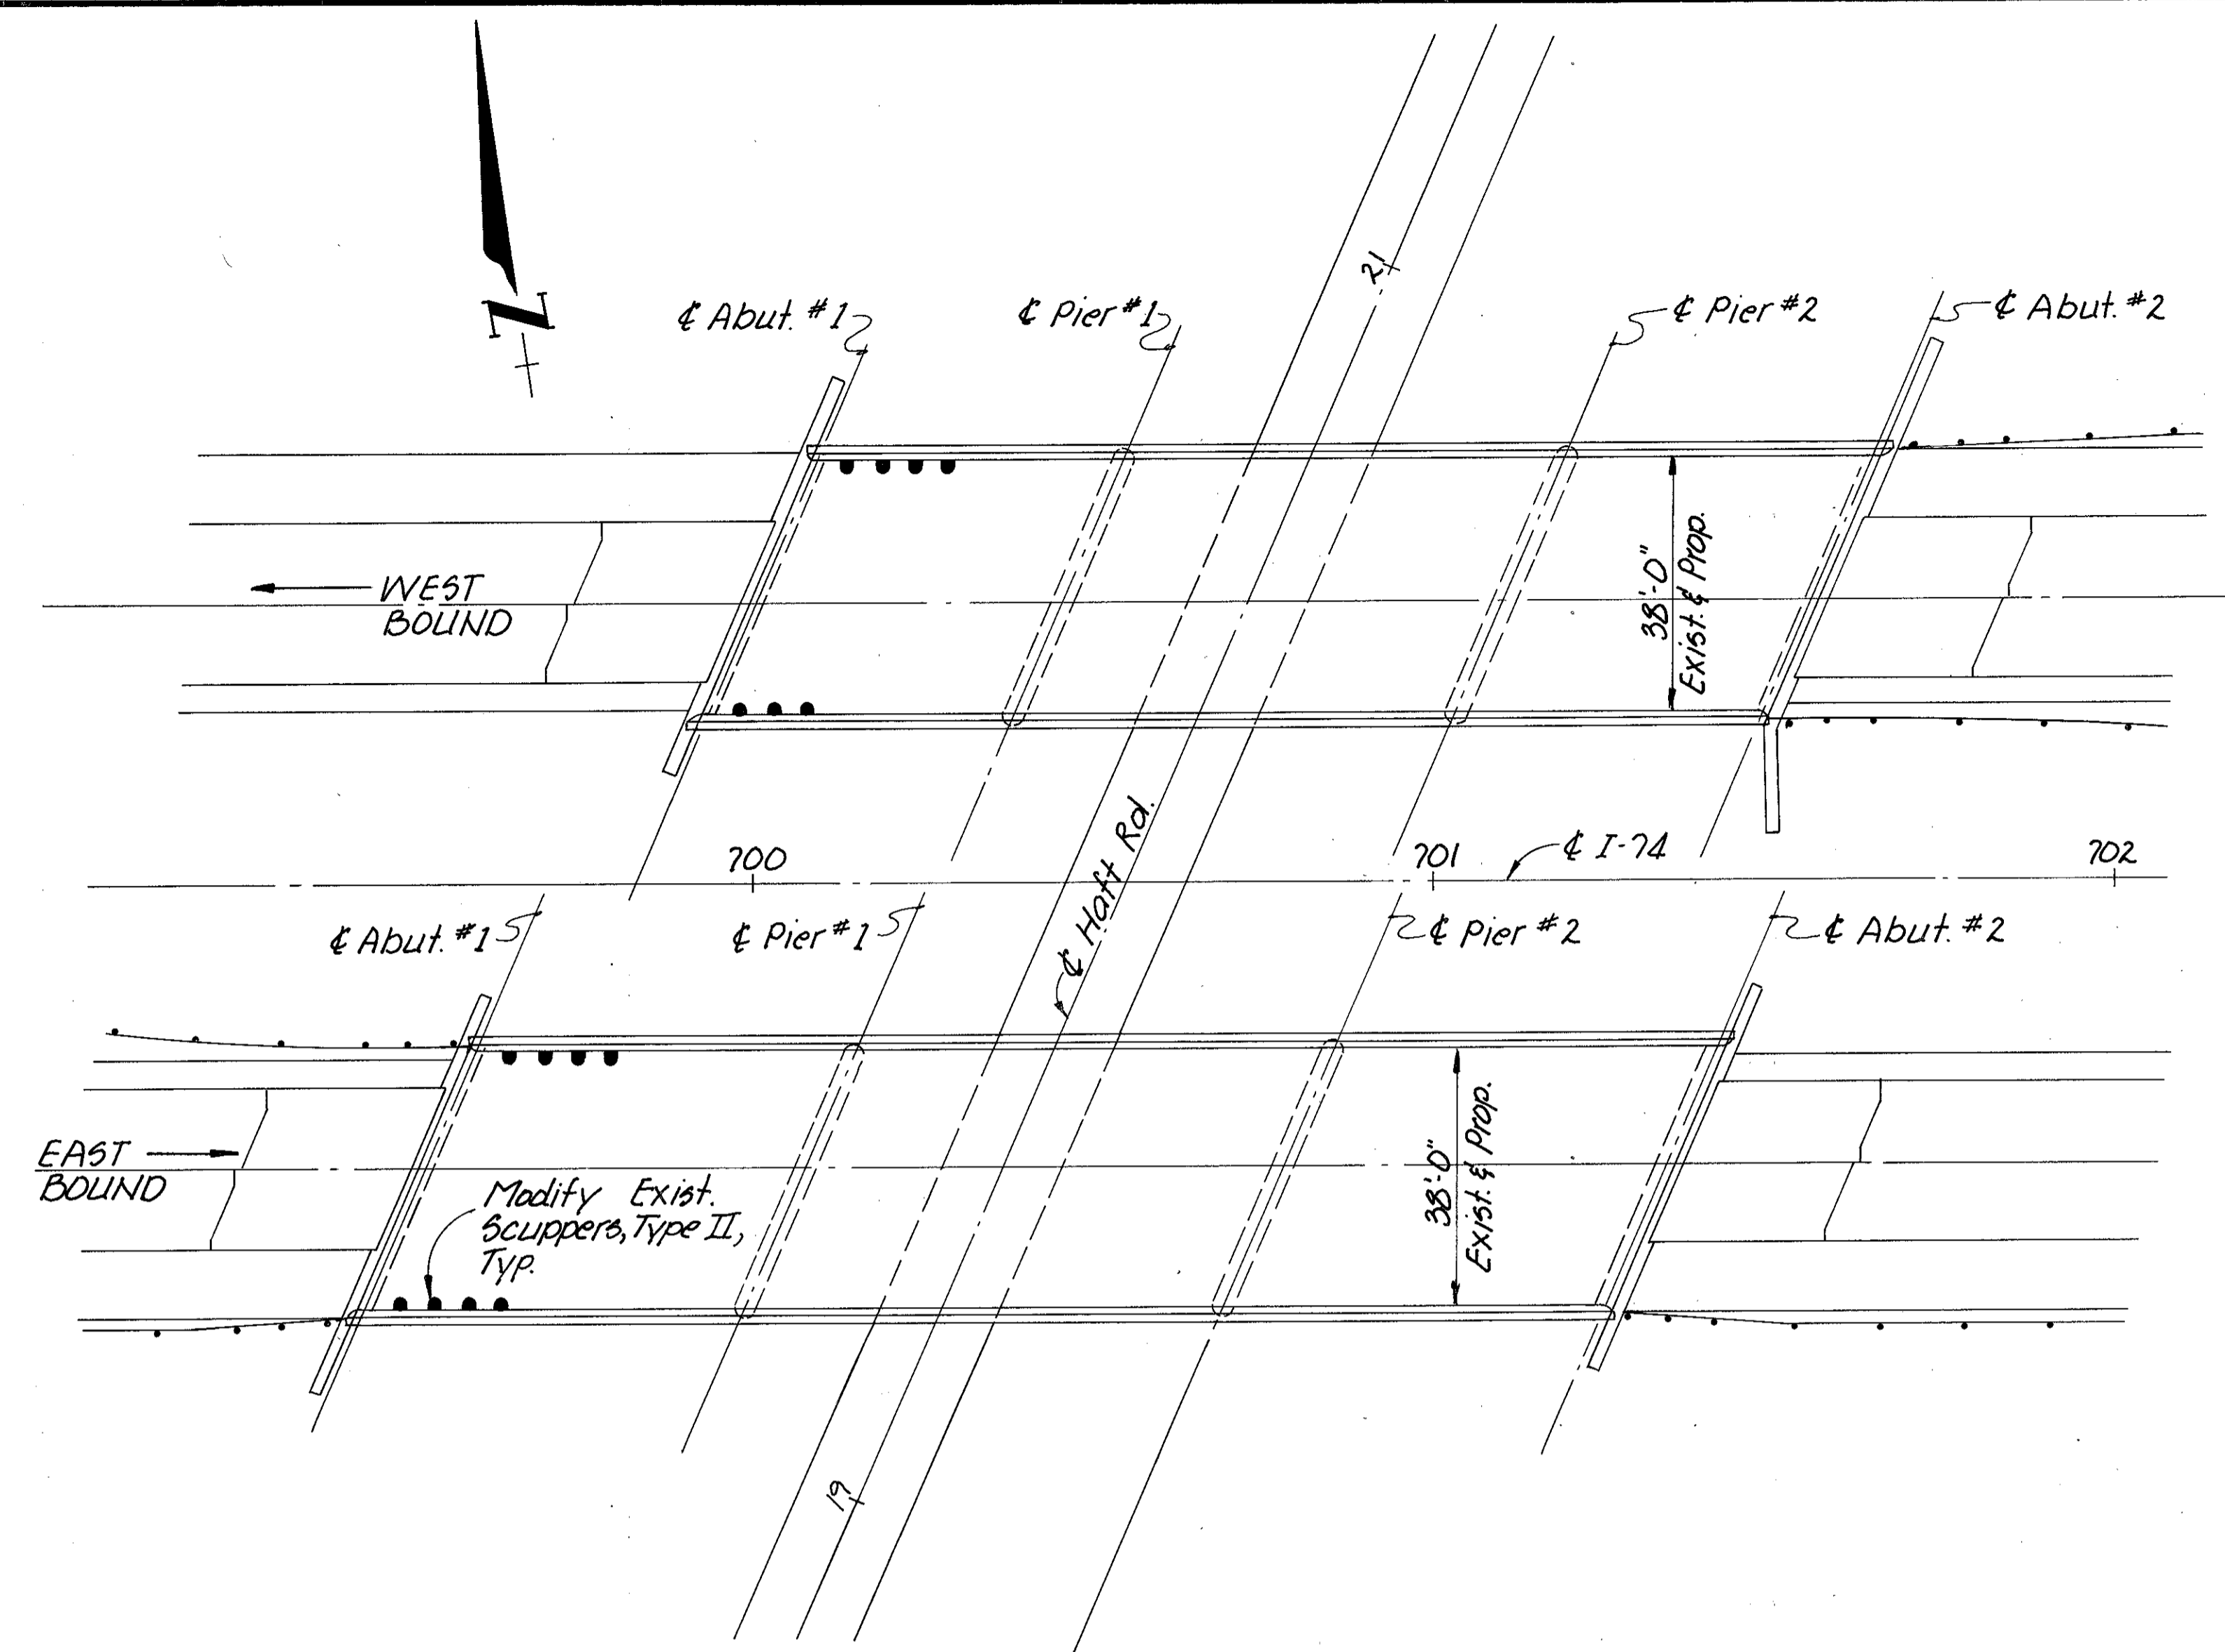 N
21
℄ Abut. #1
℄ Pier #1
℄ Pier #2
℄ Abut. #2
WEST
BOUND
38'-0"
Exist. & Prop.
℄ Haft Rd.
700
701
℄ I-74
702
℄ Abut. #1
℄ Pier #1
℄ Pier #2
℄ Abut. #2
EAST
BOUND
Modify Exist.
Scuppers, Type II,
Typ.
38'-0"
Exist. & Prop.
19